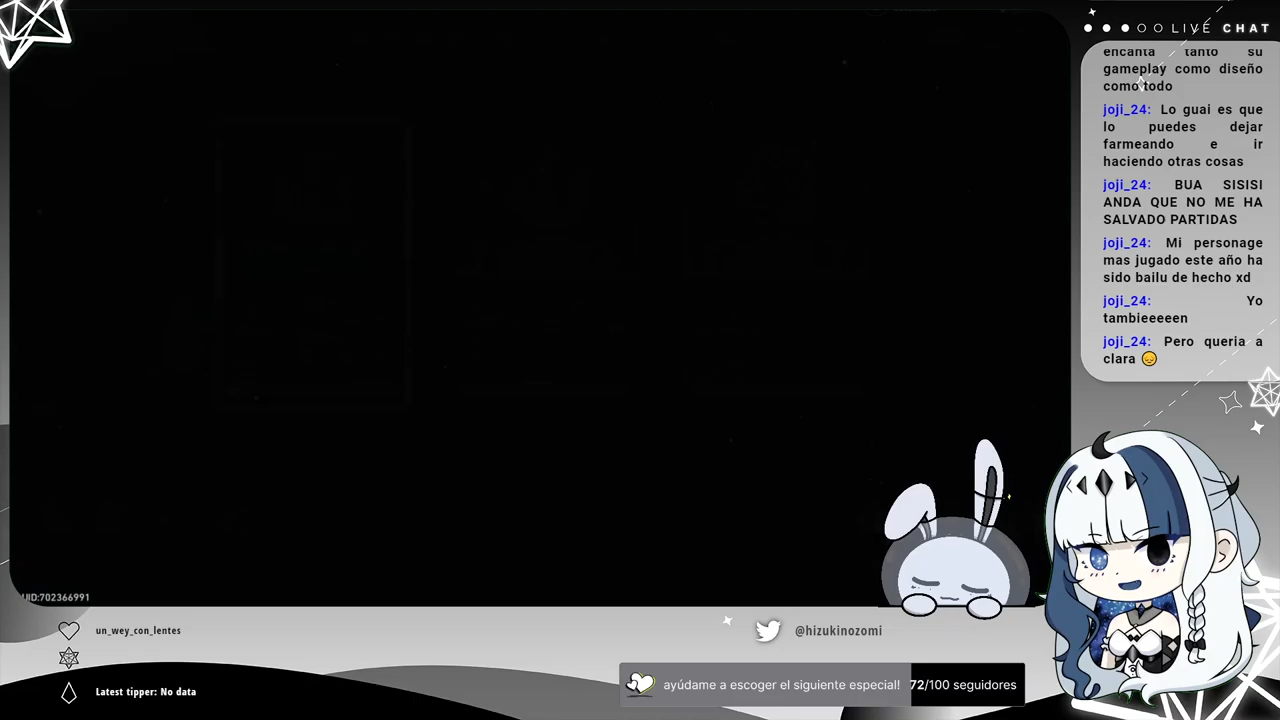 LIVE CHAT
encanta tanto su
gameplay como diseño
como todo
joji_24: Lo guai es que
lo puedes dejar
farmeando e ir
haciendo otras cosas
joji_24: BUA SISISI
ANDA QUE NO ME HA
SALVADO PARTIDAS
joji_24: Mi personage
mas jugado este año ha
sido bailu de hecho xd
joji_24: Yo
tambieeeeen
joji_24: Pero queria a
clara 😞
UID:702366991
un_wey_con_lentes
@hizukinozomi
ayúdame a escoger el siguiente especial! 72/100 seguidores
Latest tipper: No data